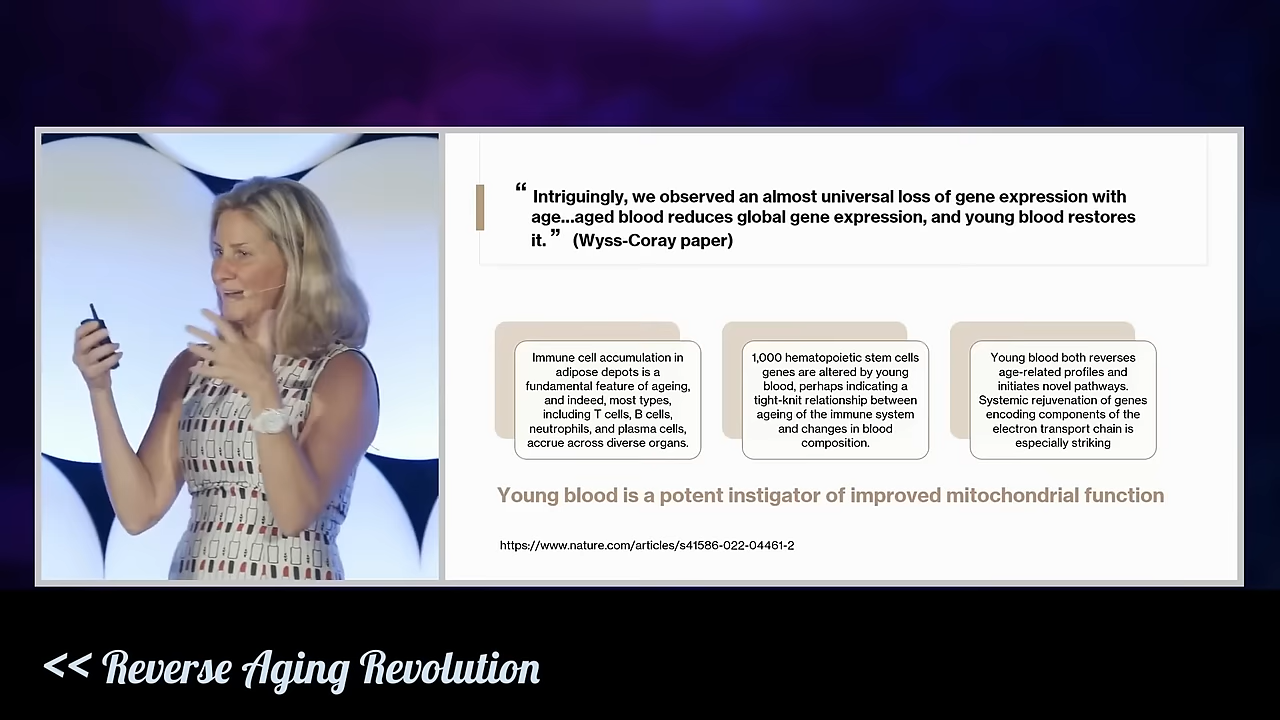 “ Intriguingly, we observed an almost universal loss of gene expression with
age...aged blood reduces global gene expression, and young blood restores
it. ” (Wyss-Coray paper)
Immune cell accumulation in
adipose depots is a
fundamental feature of ageing,
and indeed, most types,
including T cells, B cells,
neutrophils, and plasma cells,
accrue across diverse organs.
1,000 hematopoietic stem cells
genes are altered by young
blood, perhaps indicating a
tight-knit relationship between
ageing of the immune system
and changes in blood
composition.
Young blood both reverses
age-related profiles and
initiates novel pathways.
Systemic rejuvenation of genes
encoding components of the
electron transport chain is
especially striking
Young blood is a potent instigator of improved mitochondrial function
https://www.nature.com/articles/s41586-022-04461-2
<< Reverse Aging Revolution